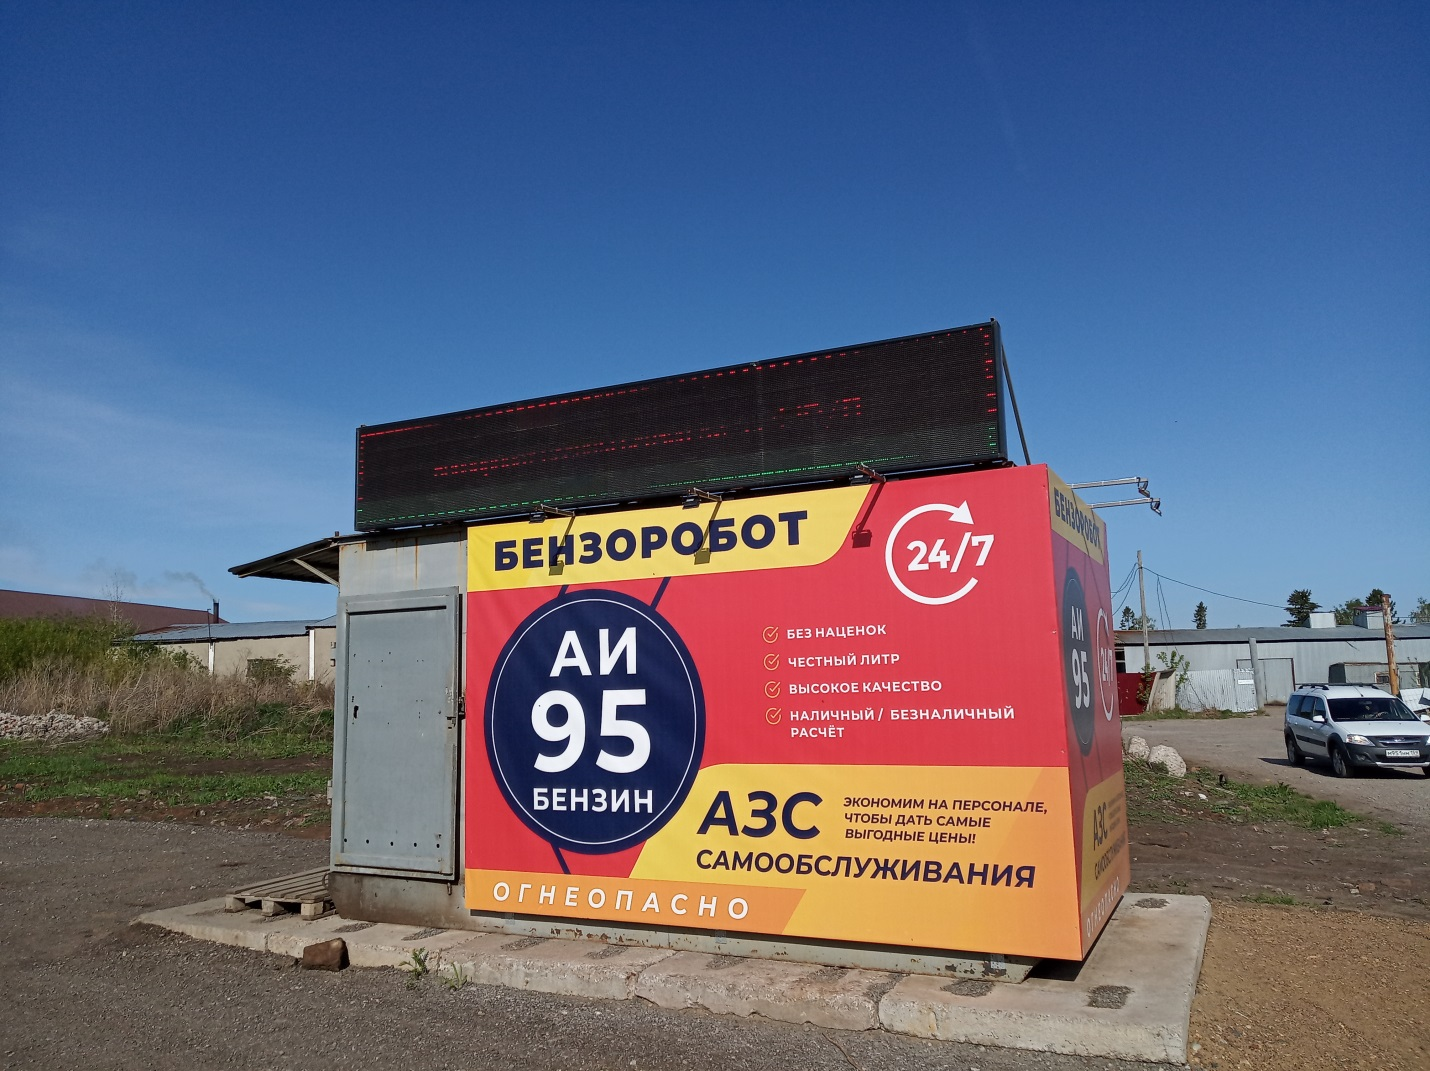 БЕНЗОРОБОТ
24/7
АИ
95
БЕНЗИН
БЕЗ НАЦЕНОК
ЧЕСТНЫЙ ЛИТР
ВЫСОКОЕ КАЧЕСТВО
НАЛИЧНЫЙ / БЕЗНАЛИЧНЫЙ
РАСЧЁТ
АЗС
ЭКОНОМИМ НА ПЕРСОНАЛЕ,
ЧТОБЫ ДАТЬ САМЫЕ
ВЫГОДНЫЕ ЦЕНЫ!
САМООБСЛУЖИВАНИЯ
ОГНЕОПАСНО
БЕНЗОРОБОТ
АИ
95
24/7
АЗС
САМООБСЛУЖИВАНИЯ
ОГНЕОПАСНО